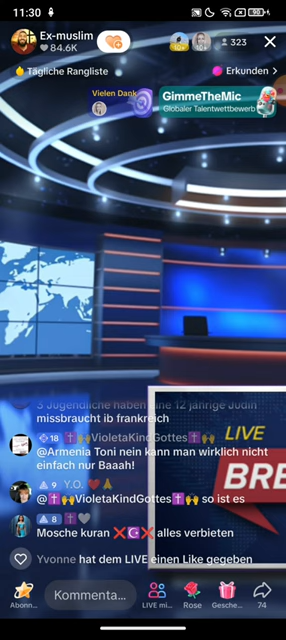 11:30
Ex-muslim
84.6K
10+
10+
323
Tägliche Rangliste
Erkunden >
Vielen Dank
GimmeTheMic
Globaler Talentwettbewerb
3 Jugendliche haben eine 12 jährige Jüdin
missbraucht ib frankreich
LIVE
BRE
18 ✝️🙌VioletaKindGottes✝️🙌
@Armenia Toni nein kann man wirklich nicht
einfach nur Baaah!
9 Y.O. ❤️🙏
@✝️🙌VioletaKindGottes✝️🙌 so ist es
8 ✝️🩶
Mosche kuran ❌☪️❌ alles verbieten
Yvonne hat dem LIVE einen Like gegeben
Abonn...
Kommenta...
LIVE mi...
Rose
Gesche...
74